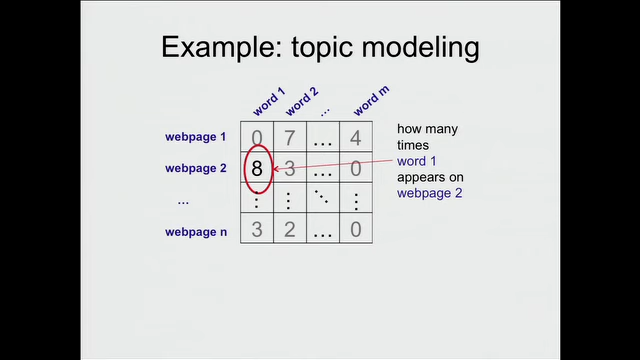 Example: topic modeling
word 1 word 2 ... word m
webpage 1 0 7 ... 4
webpage 2 8 3 ... 0
... ⋮ ⋮ ⋱ ⋮
webpage n 3 2 ... 0
how many
times
word 1
appears on
webpage 2